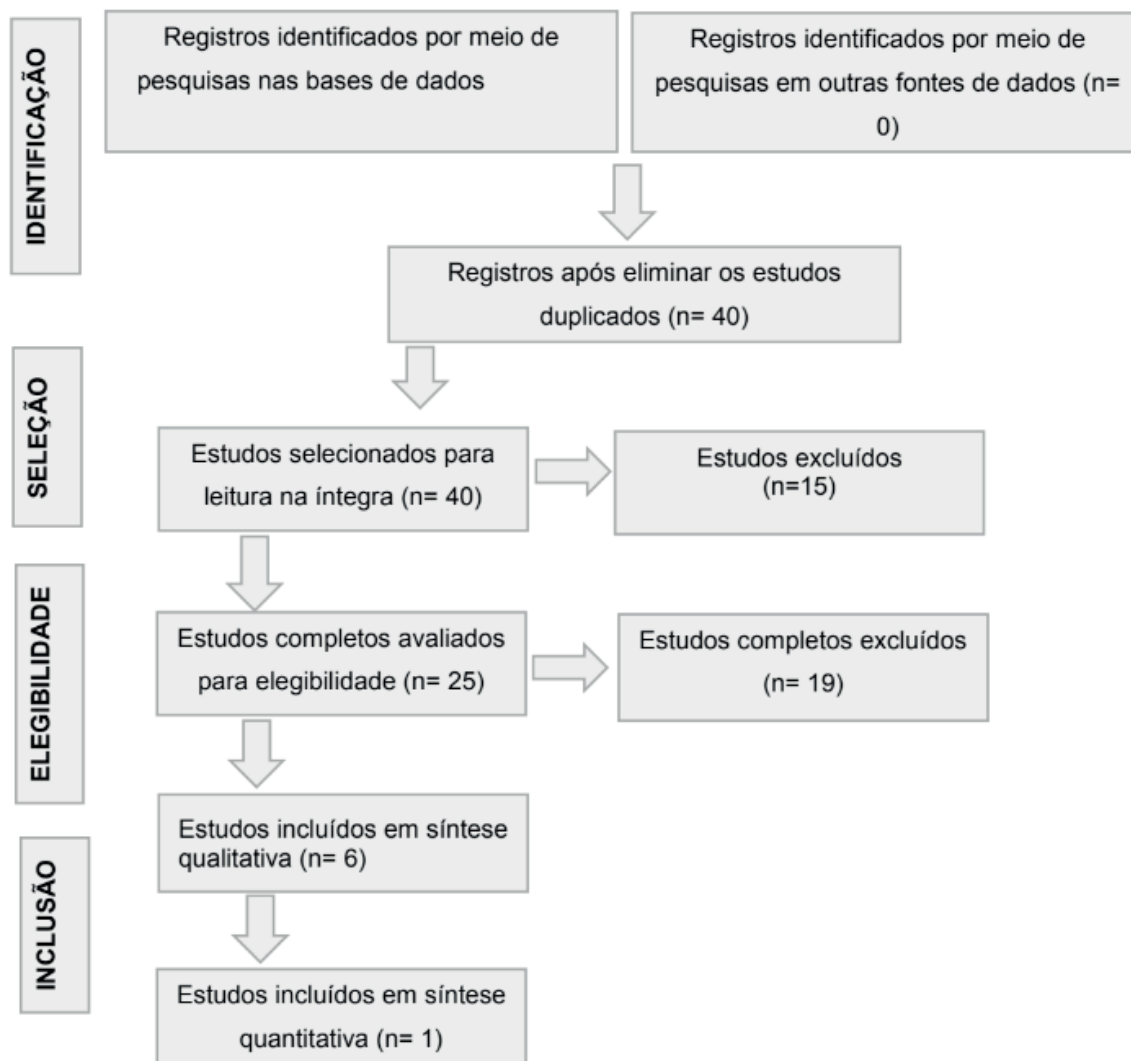 IDENTIFICAÇÃO
Registros identificados por meio de
pesquisas nas bases de dados
Registros identificados por meio de
pesquisas em outras fontes de dados (n=
0)
Registros após eliminar os estudos
duplicados (n= 40)
SELEÇÃO
Estudos selecionados para
leitura na íntegra (n= 40)
Estudos excluídos
(n=15)
ELEGIBILIDADE
Estudos completos avaliados
para elegibilidade (n= 25)
Estudos completos excluídos
(n= 19)
INCLUSÃO
Estudos incluídos em síntese
qualitativa (n= 6)
Estudos incluídos em síntese
quantitativa (n= 1)